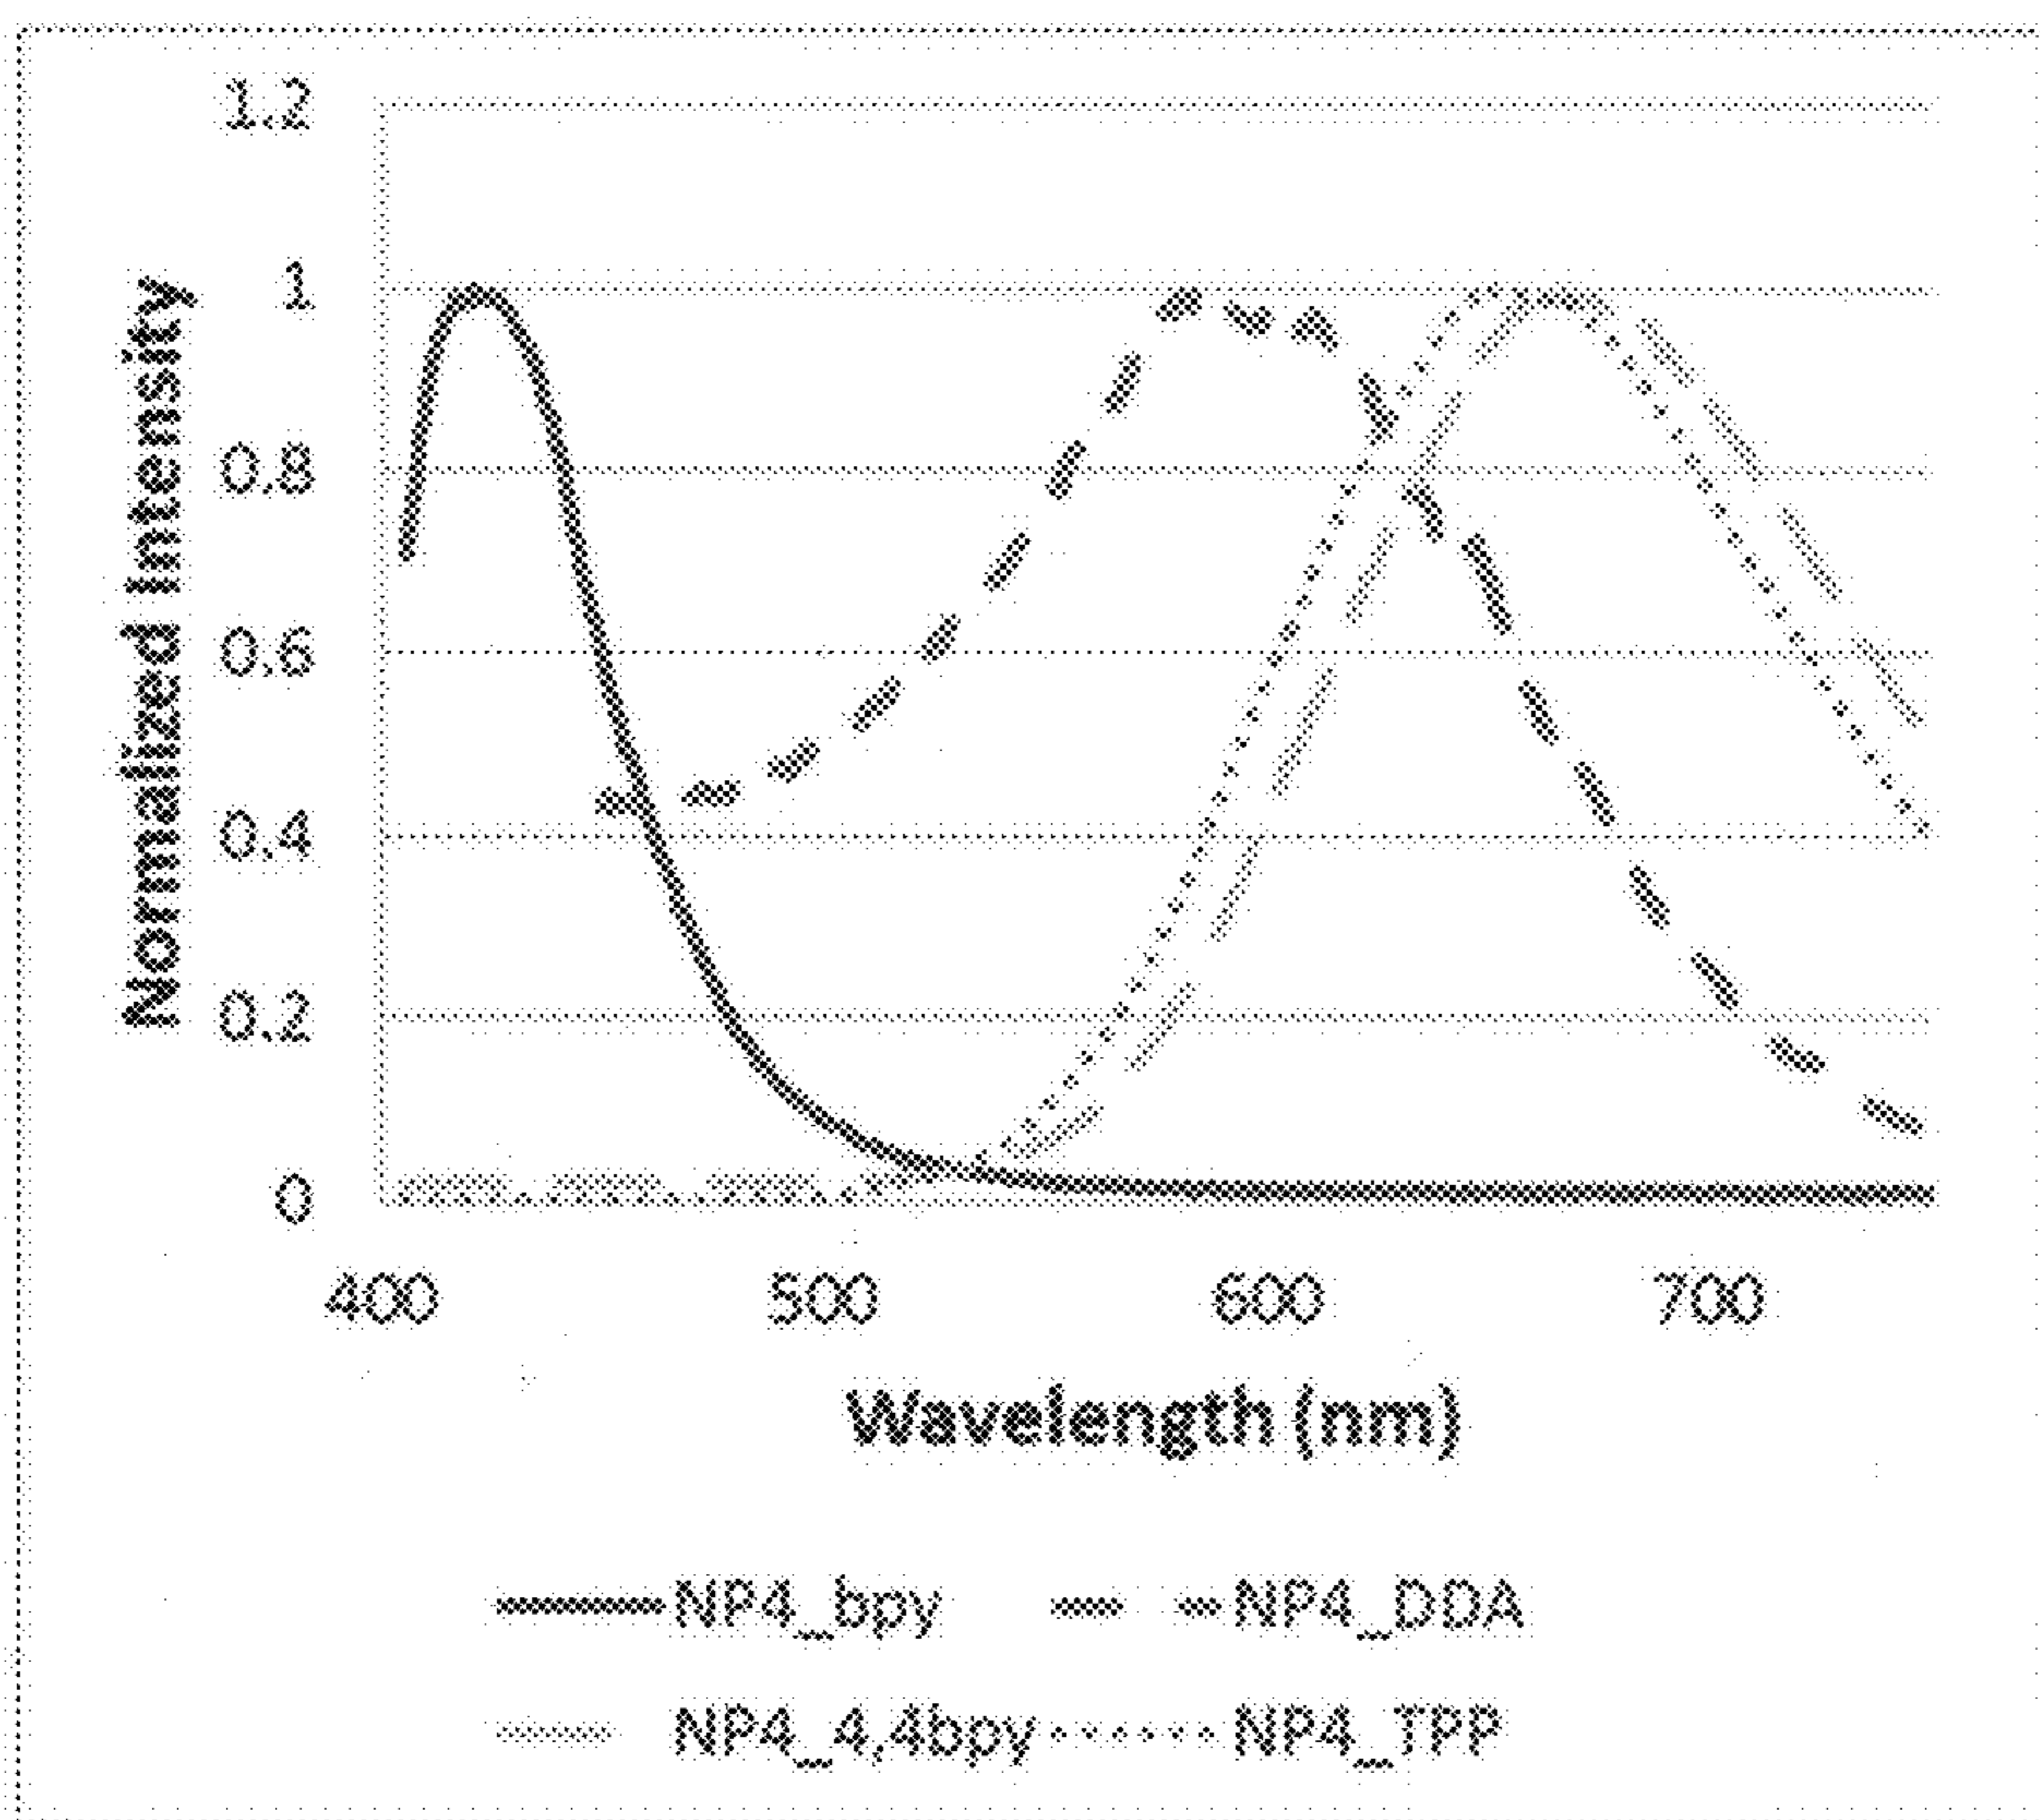 1.2
1
0.8
0.6
0.4
0.2
0
Normalized Intensity
400 500 600 700
Wavelength (nm)
NP4_bpy NP4_DDA
NP4_4,4bpy NP4_TPP